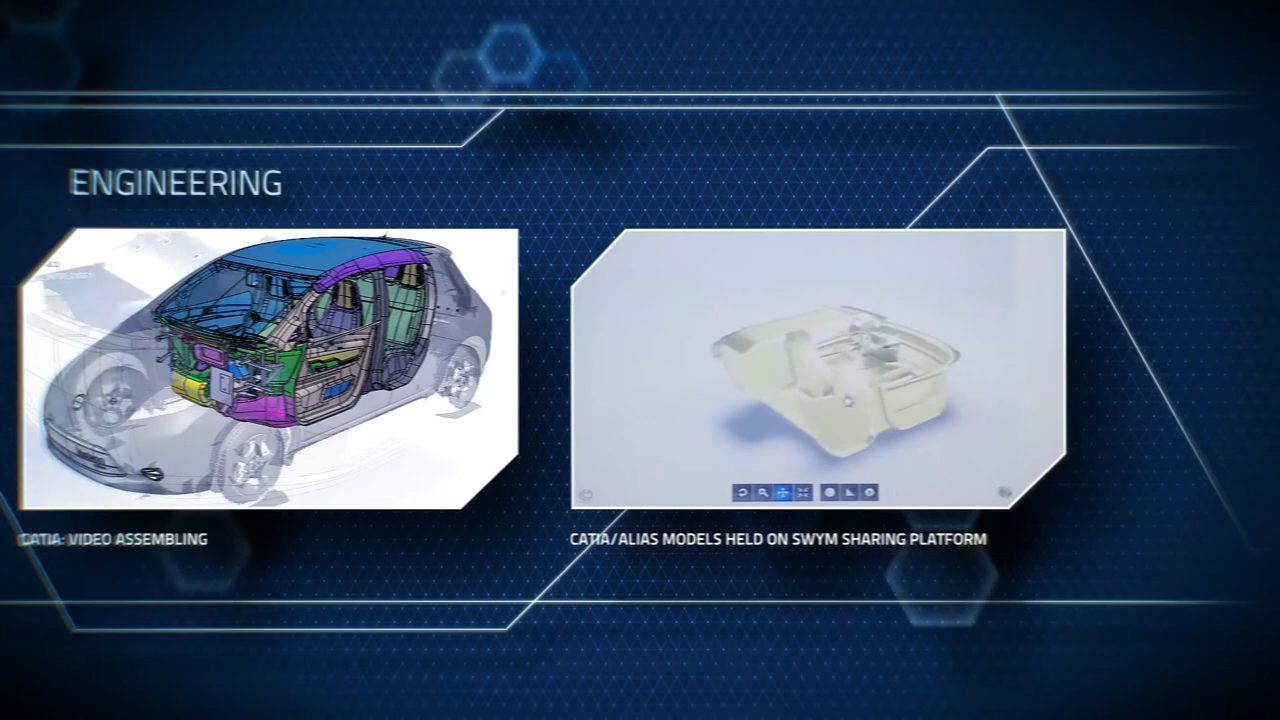 ENGINEERING
CATIA: VIDEO ASSEMBLING
CATIA/ALIAS MODELS HELD ON SWYM SHARING PLATFORM